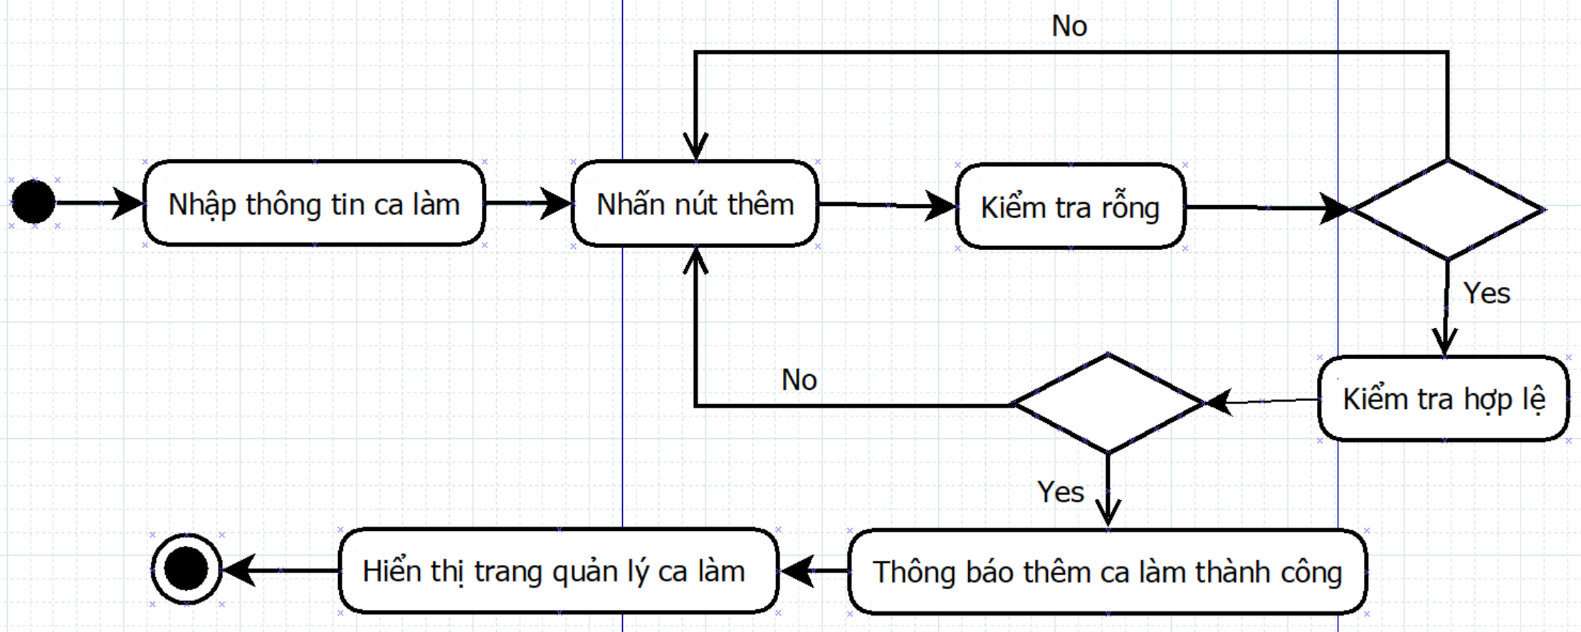 No
Nhập thông tin ca làm
Nhấn nút thêm
Kiểm tra rỗng
Yes
Kiểm tra hợp lệ
No
Yes
Thông báo thêm ca làm thành công
Hiển thị trang quản lý ca làm